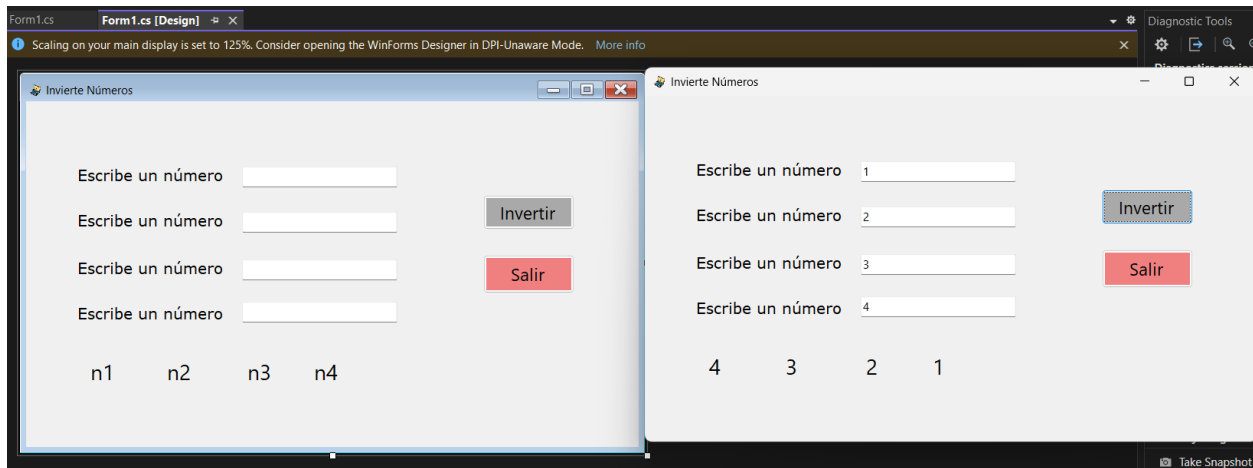 Form1.cs Form1.cs [Design] Diagnostic Tools
Scaling on your main display is set to 125%. Consider opening the WinForms Designer in DPI-Unaware Mode. More info
Invierte Números
Escribe un número
Escribe un número
Escribe un número
Escribe un número
Invertir
Salir
n1 n2 n3 n4
Invierte Números
Escribe un número 1
Escribe un número 2
Escribe un número 3
Escribe un número 4
Invertir
Salir
4 3 2 1
Take Snapshot